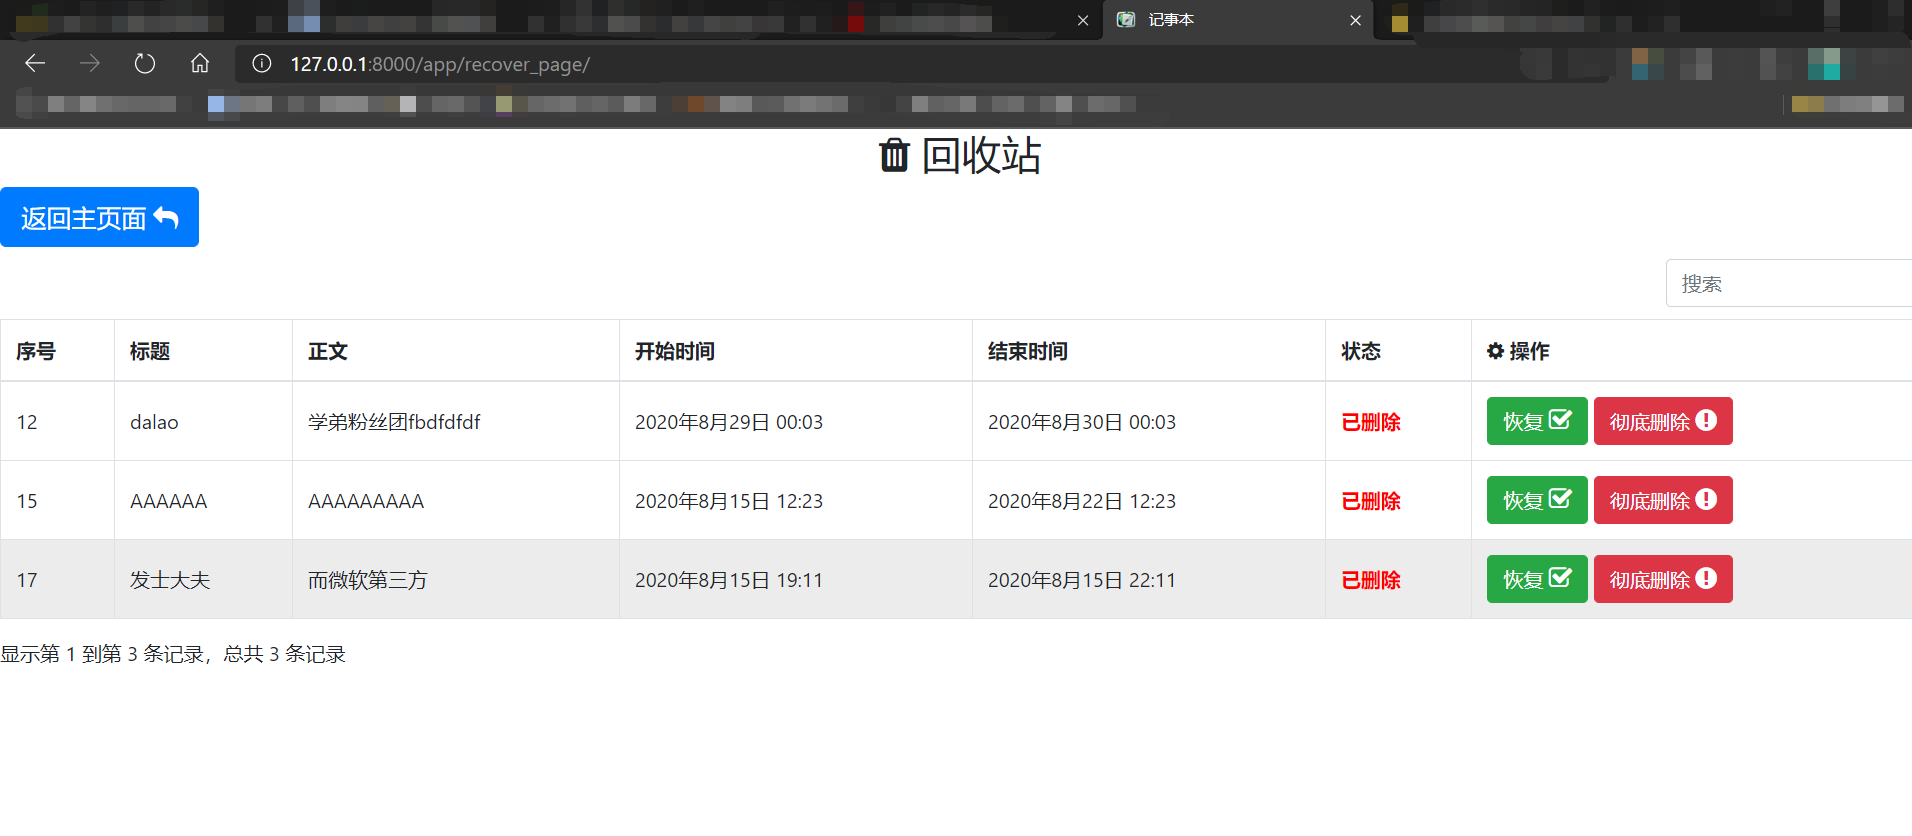 记事本
127.0.0.1:8000/app/recover_page/
回收站
返回主页面
搜索
序号 标题 正文 开始时间 结束时间 状态 操作
12 dalao 学弟粉丝团fbdfdfdf 2020年8月29日 00:03 2020年8月30日 00:03 已删除 恢复 彻底删除
15 AAAAAA AAAAAAAAA 2020年8月15日 12:23 2020年8月22日 12:23 已删除 恢复 彻底删除
17 发士大夫 而微软第三方 2020年8月15日 19:11 2020年8月15日 22:11 已删除 恢复 彻底删除
显示第 1 到第 3 条记录，总共 3 条记录